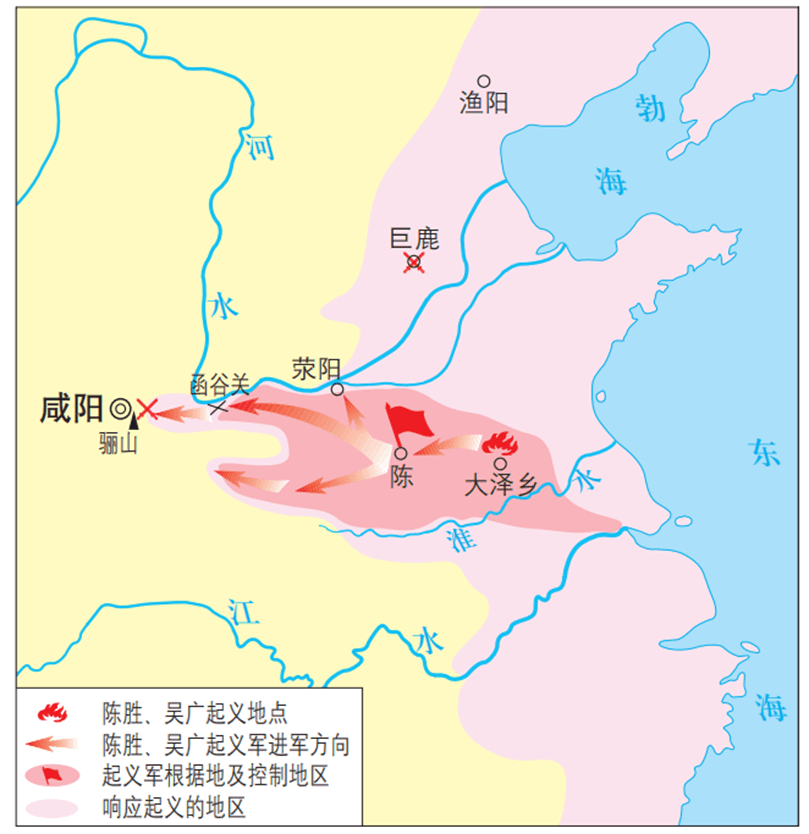 渤
海
渔阳
河
水
巨鹿
荥阳
函谷关
咸阳
骊山
陈
大泽乡
水
淮
东
海
江
水
陈胜、吴广起义地点
陈胜、吴广起义军进军方向
起义军根据地及控制地区
响应起义的地区